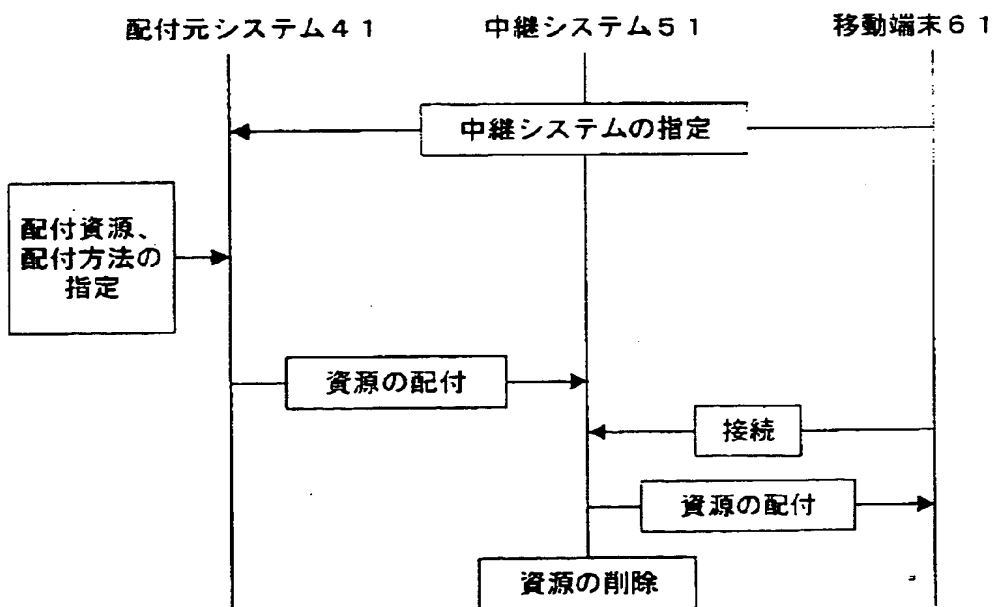 配付元システム41
中継システム51
移動端末61
中継システムの指定
配付資源、
配付方法の
指定
資源の配付
接続
資源の配付
資源の削除